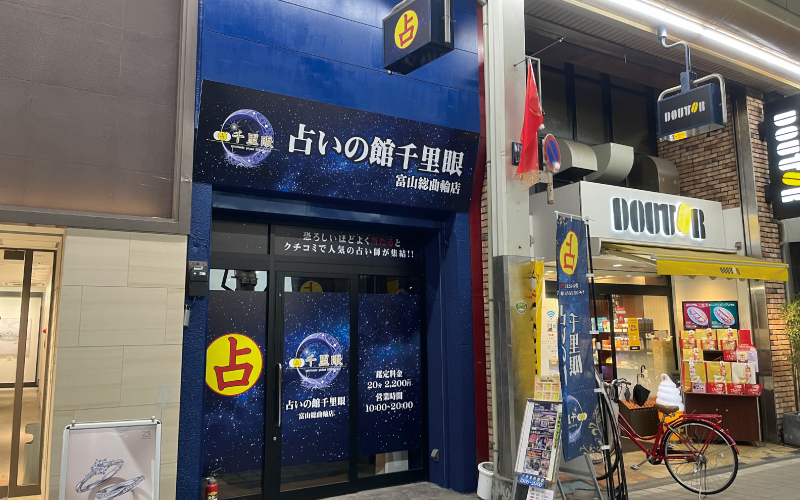 占
占いの館千里眼
富山総曲輪店
占 千里眼
恐ろしいほどよく当たると
クチコミで人気の占い師が集結!!
占
千里眼
占いの館千里眼
富山総曲輪店
鑑定料金
20分 2,200円
営業時間
10:00-20:00
占
千里眼
DOUTOR
DOUTOR
DOUTOR